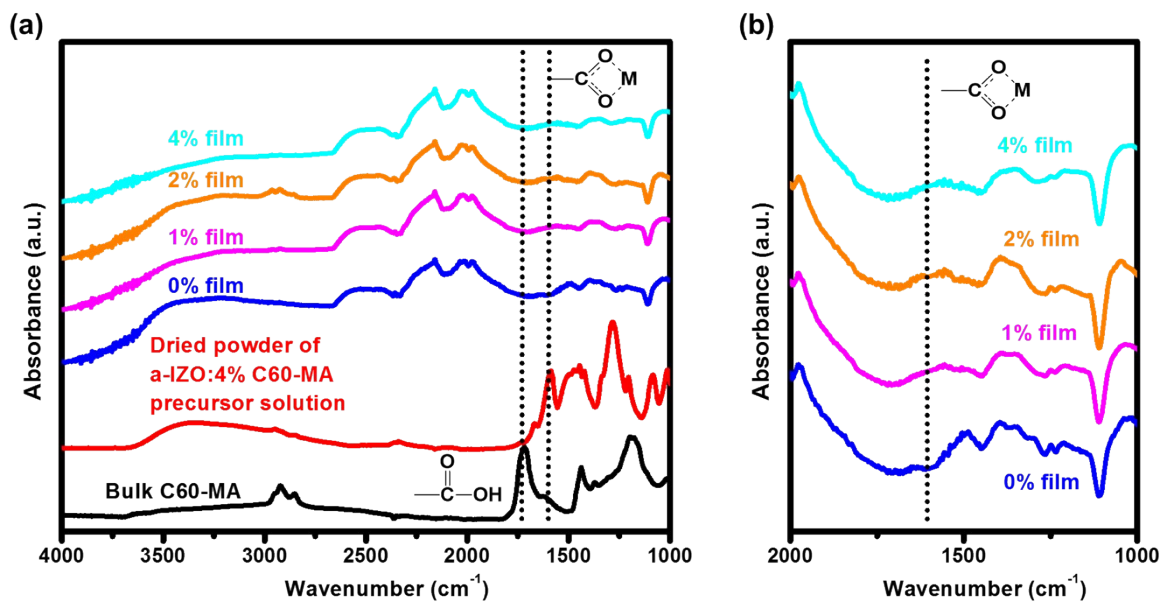 (a)
4% film
2% film
1% film
0% film
Dried powder of
a-IZO:4% C60-MA
precursor solution
Bulk C60-MA
C
O
O
M
O
C
OH
Absorbance (a.u.)
4000 3500 3000 2500 2000 1500 1000
Wavenumber (cm⁻¹)
(b)
C
O
O
M
4% film
2% film
1% film
0% film
Absorbance (a.u.)
2000 1500 1000
Wavenumber (cm⁻¹)